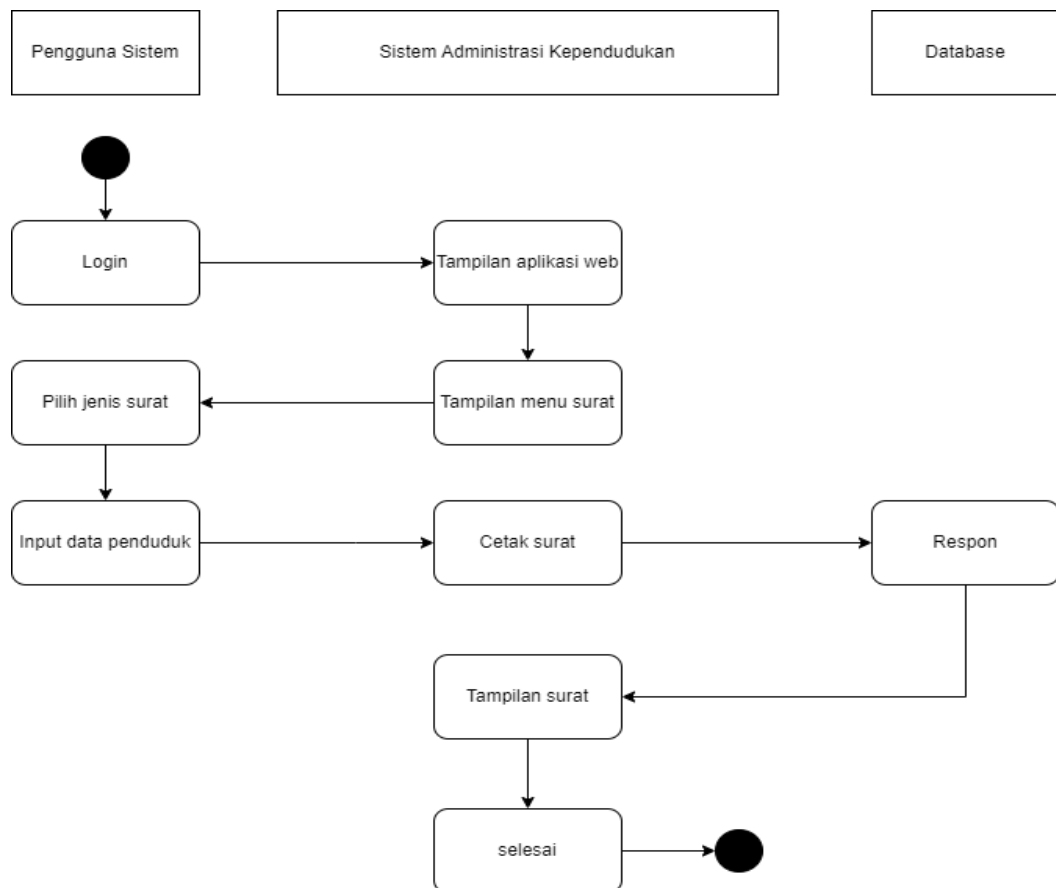 Pengguna Sistem
Sistem Administrasi Kependudukan
Database
Login
Tampilan aplikasi web
Pilih jenis surat
Tampilan menu surat
Input data penduduk
Cetak surat
Respon
Tampilan surat
selesai